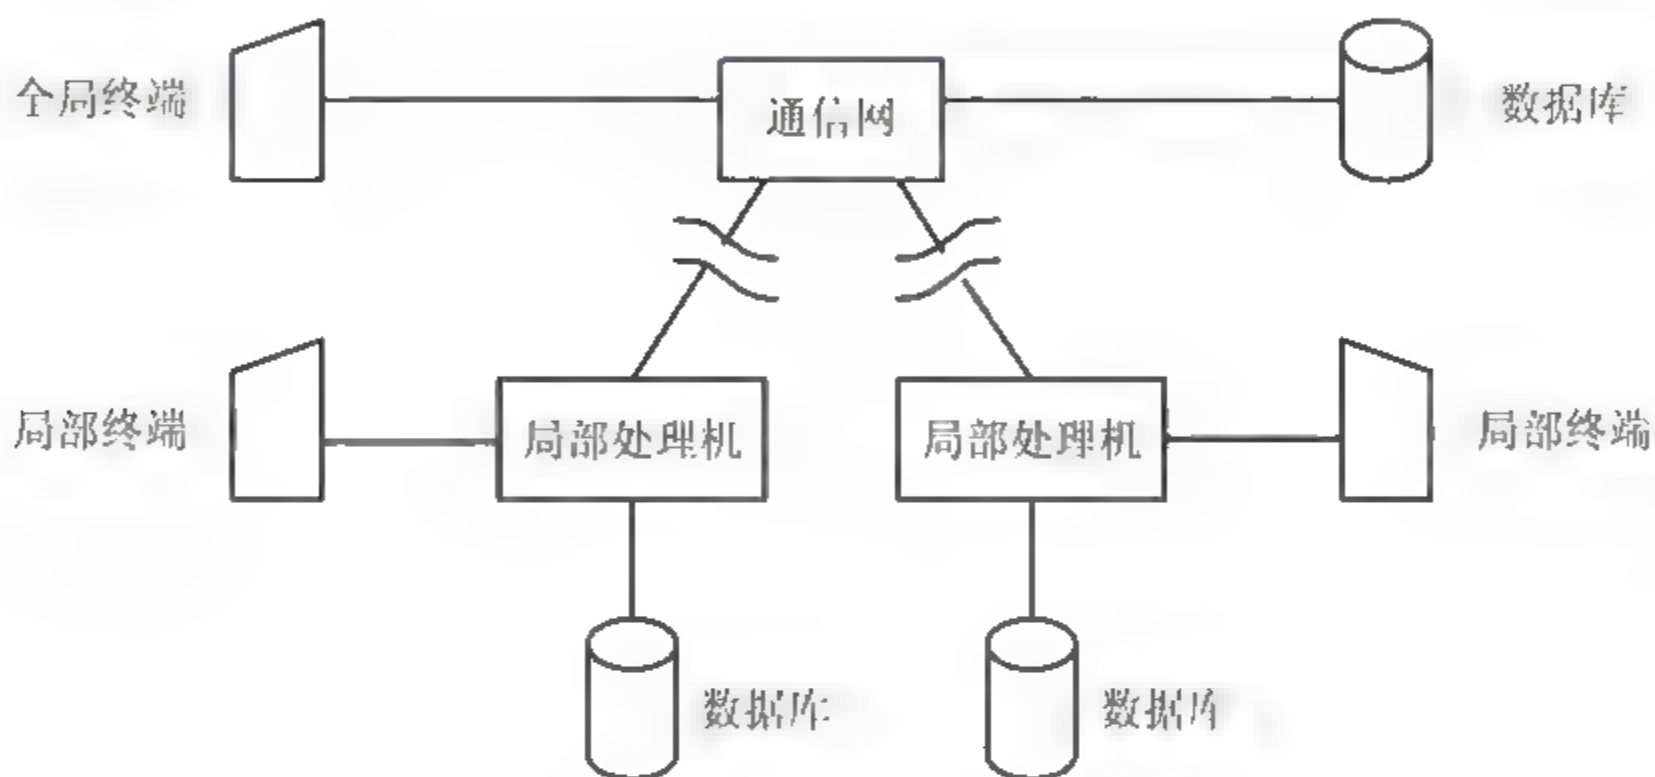 全局终端
通信网
数据库
局部终端
局部处理机
局部处理机
局部终端
数据库
数据库